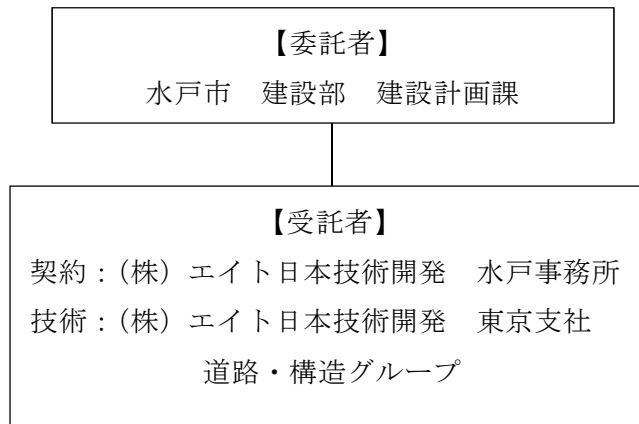 【委託者】
水戸市　建設部　建設計画課
【受託者】
契約：（株）エイト日本技術開発　水戸事務所
技術：（株）エイト日本技術開発　東京支社
道路・構造グループ